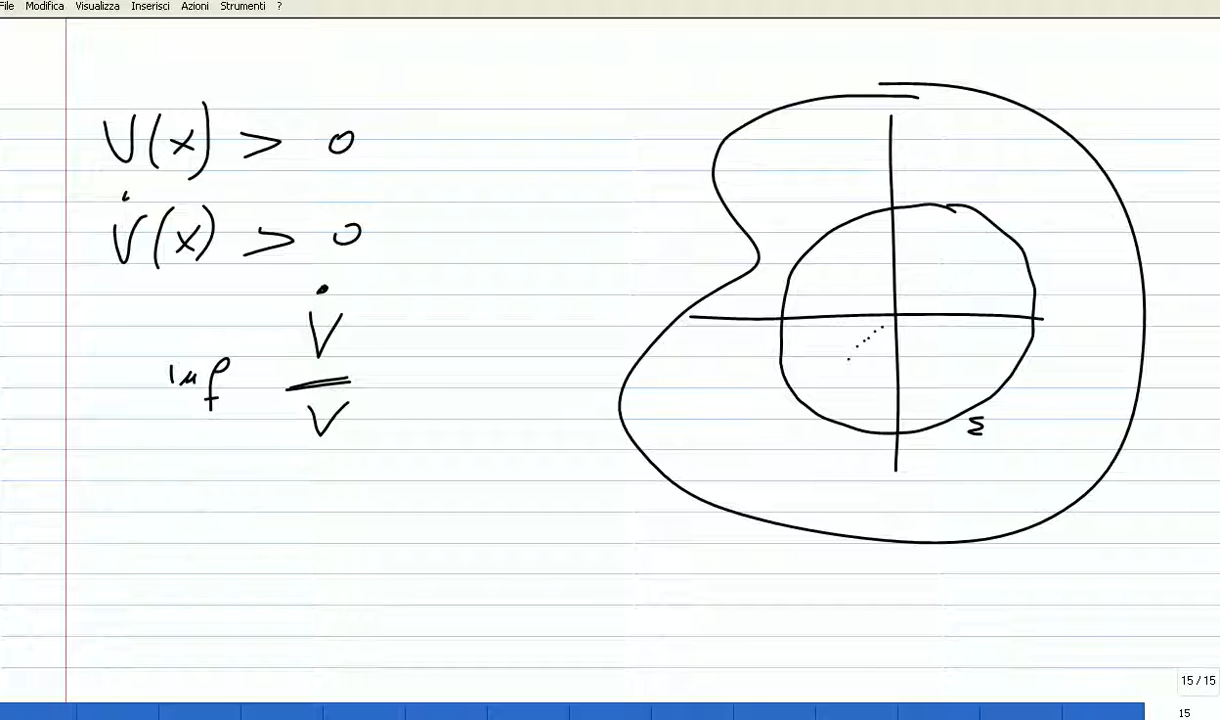 File Modifica Visualizza Inserisci Azioni Strumenti ?
V(x) > 0
V̇(x) > 0
inf V̇ / V
ε
15 / 15
15